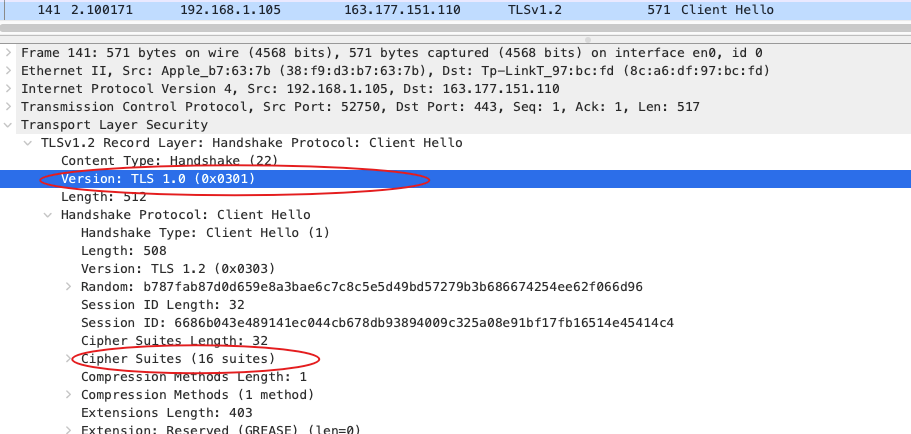 141 2.100171 192.168.1.105 163.177.151.110 TLSv1.2 571 Client Hello
Frame 141: 571 bytes on wire (4568 bits), 571 bytes captured (4568 bits) on interface en0, id 0
Ethernet II, Src: Apple_b7:63:7b (38:f9:d3:b7:63:7b), Dst: Tp-LinkT_97:bc:fd (8c:a6:df:97:bc:fd)
Internet Protocol Version 4, Src: 192.168.1.105, Dst: 163.177.151.110
Transmission Control Protocol, Src Port: 52750, Dst Port: 443, Seq: 1, Ack: 1, Len: 517
Transport Layer Security
TLSv1.2 Record Layer: Handshake Protocol: Client Hello
Content Type: Handshake (22)
Version: TLS 1.0 (0x0301)
Length: 512
Handshake Protocol: Client Hello
Handshake Type: Client Hello (1)
Length: 508
Version: TLS 1.2 (0x0303)
Random: b787fab87d0d659e8a3bae6c7c8c5e5d49bd57279b3b686674254ee62f066d96
Session ID Length: 32
Session ID: 6686b043e489141ec044cb678db93894009c325a08e91bf17fb16514e45414c4
Cipher Suites Length: 32
Cipher Suites (16 suites)
Compression Methods Length: 1
Compression Methods (1 method)
Extensions Length: 403
Extension: Reserved (GREASE) (len=0)